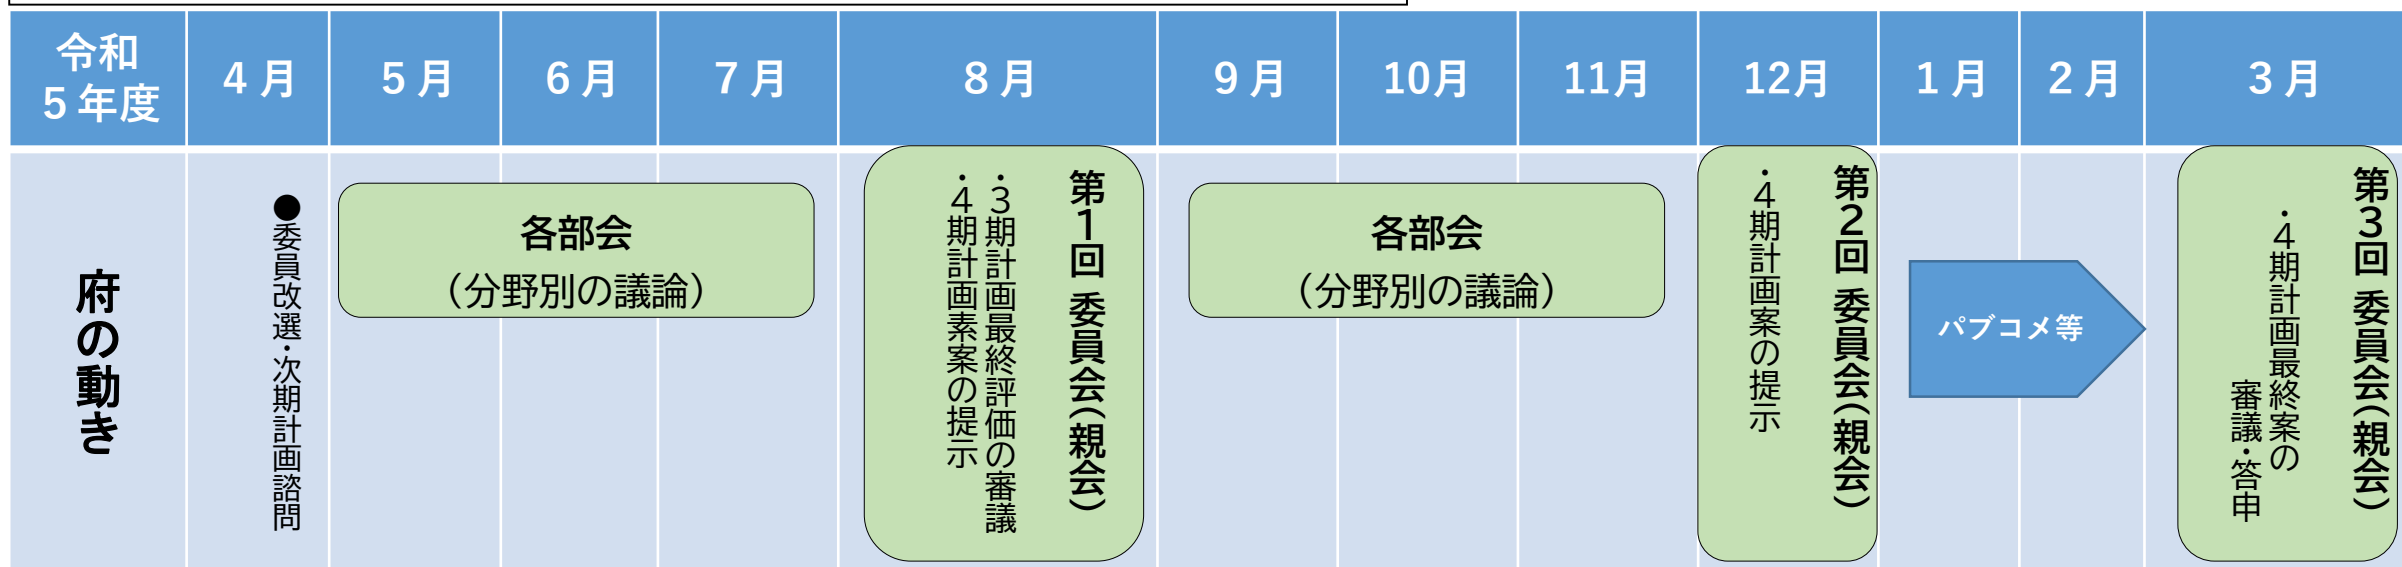 令和
5年度
4月
5月
6月
7月
8月
9月
10月
11月
12月
1月
2月
3月
府の動き
●委員改選・次期計画諮問
各部会
（分野別の議論）
第1回 委員会(親会)
・3期計画最終評価の審議
・4期計画素案の提示
各部会
（分野別の議論）
第2回 委員会(親会)
・4期計画案の提示
パブコメ等
第3回 委員会(親会)
・4期計画最終案の
審議・答申